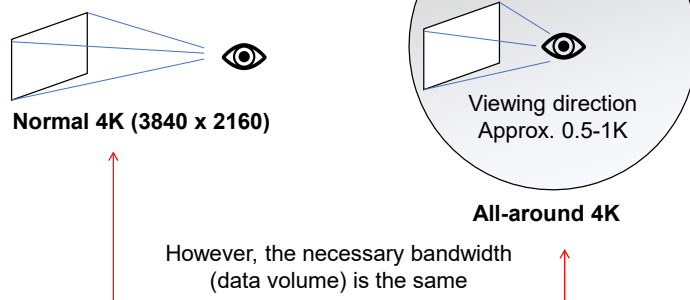 Normal 4K (3840 x 2160)
Viewing direction
Approx. 0.5-1K
All-around 4K
However, the necessary bandwidth
(data volume) is the same